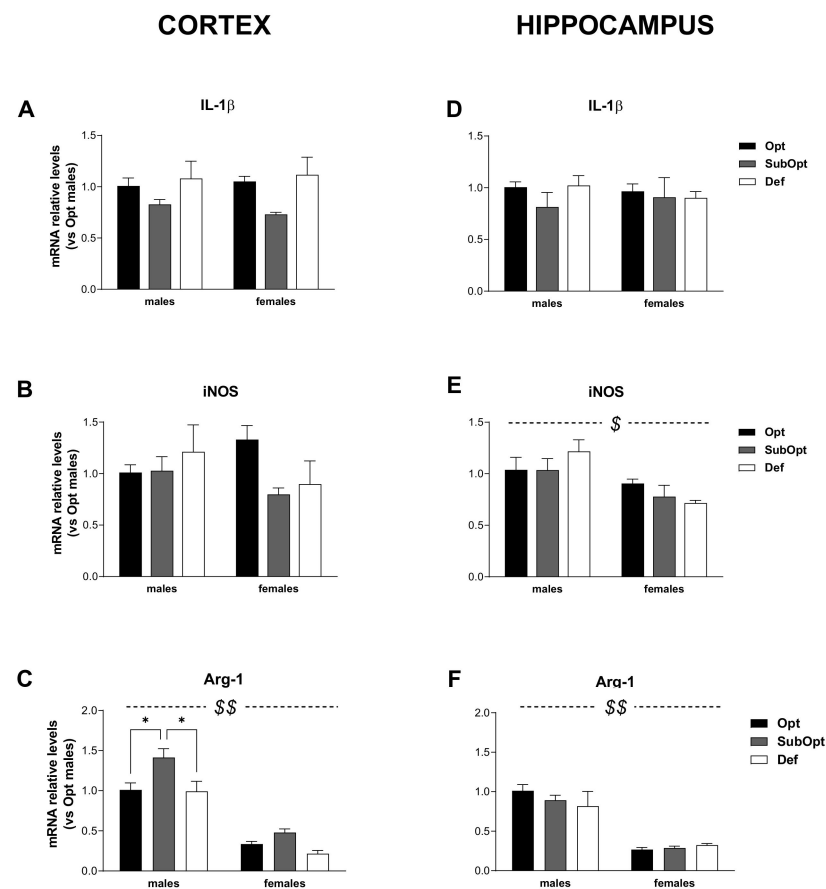 CORTEX
HIPPOCAMPUS
A
IL-1β
mRNA relative levels
(vs Opt males)
1.5
1.0
0.5
0.0
males
females
D
IL-1β
1.5
1.0
0.5
0.0
males
females
Opt
SubOpt
Def
B
iNOS
mRNA relative levels
(vs Opt males)
1.5
1.0
0.5
0.0
males
females
E
iNOS
$
1.5
1.0
0.5
0.0
males
females
Opt
SubOpt
Def
C
Arg-1
$$
* *
mRNA relative levels
(vs Opt males)
2.0
1.5
1.0
0.5
0.0
males
females
F
Arg-1
$$
2.0
1.5
1.0
0.5
0.0
males
females
Opt
SubOpt
Def